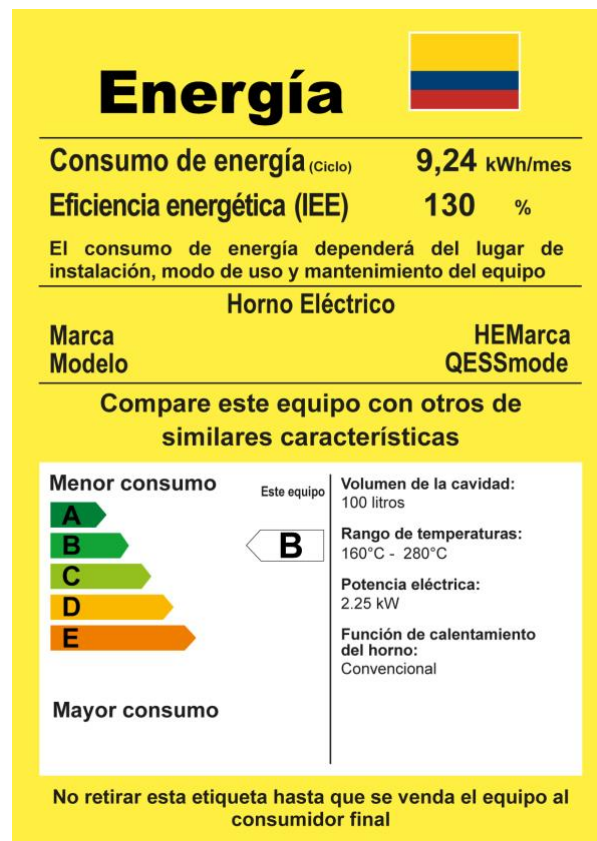 Energía
Consumo de energía (Ciclo) 9,24 kWh/mes
Eficiencia energética (IEE) 130 %
El consumo de energía dependerá del lugar de
instalación, modo de uso y mantenimiento del equipo
Horno Eléctrico
Marca HEMarca
Modelo QESSmode
Compare este equipo con otros de
similares características
Menor consumo
Este equipo
A
B
B
C
D
E
Mayor consumo
Volumen de la cavidad:
100 litros
Rango de temperaturas:
160°C - 280°C
Potencia eléctrica:
2.25 kW
Función de calentamiento
del horno:
Convencional
No retirar esta etiqueta hasta que se venda el equipo al
consumidor final